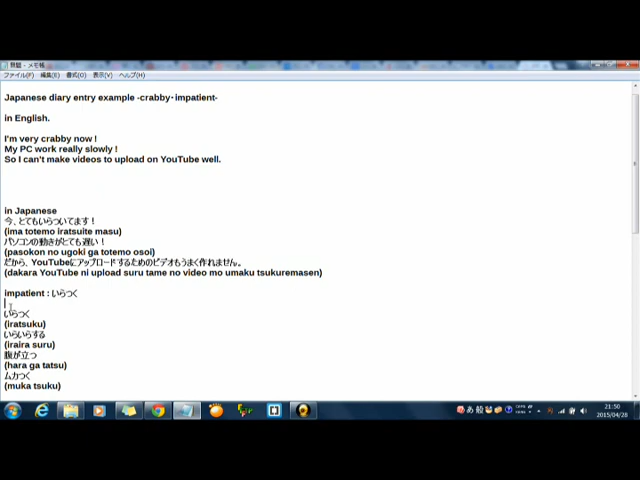 無題 - メモ帳
ファイル(F) 編集(E) 書式(O) 表示(V) ヘルプ(H)
Japanese diary entry example -crabby・impatient-
in English.
I'm very crabby now !
My PC work really slowly !
So I can't make videos to upload on YouTube well.
in Japanese
今、とてもいらついてます！
(ima totemo iratsuite masu)
パソコンの動きがとても遅い！
(pasokon no ugoki ga totemo osoi)
だから、YouTubeにアップロードするためのビデオもうまく作れません。
(dakara YouTube ni upload suru tame no video mo umaku tsukuremasen)
impatient : いらつく
いらつく
(iratsuku)
いらいらする
(iraira suru)
腹が立つ
(hara ga tatsu)
ムカつく
(muka tsuku)
あ 般
21:50
2015/04/28